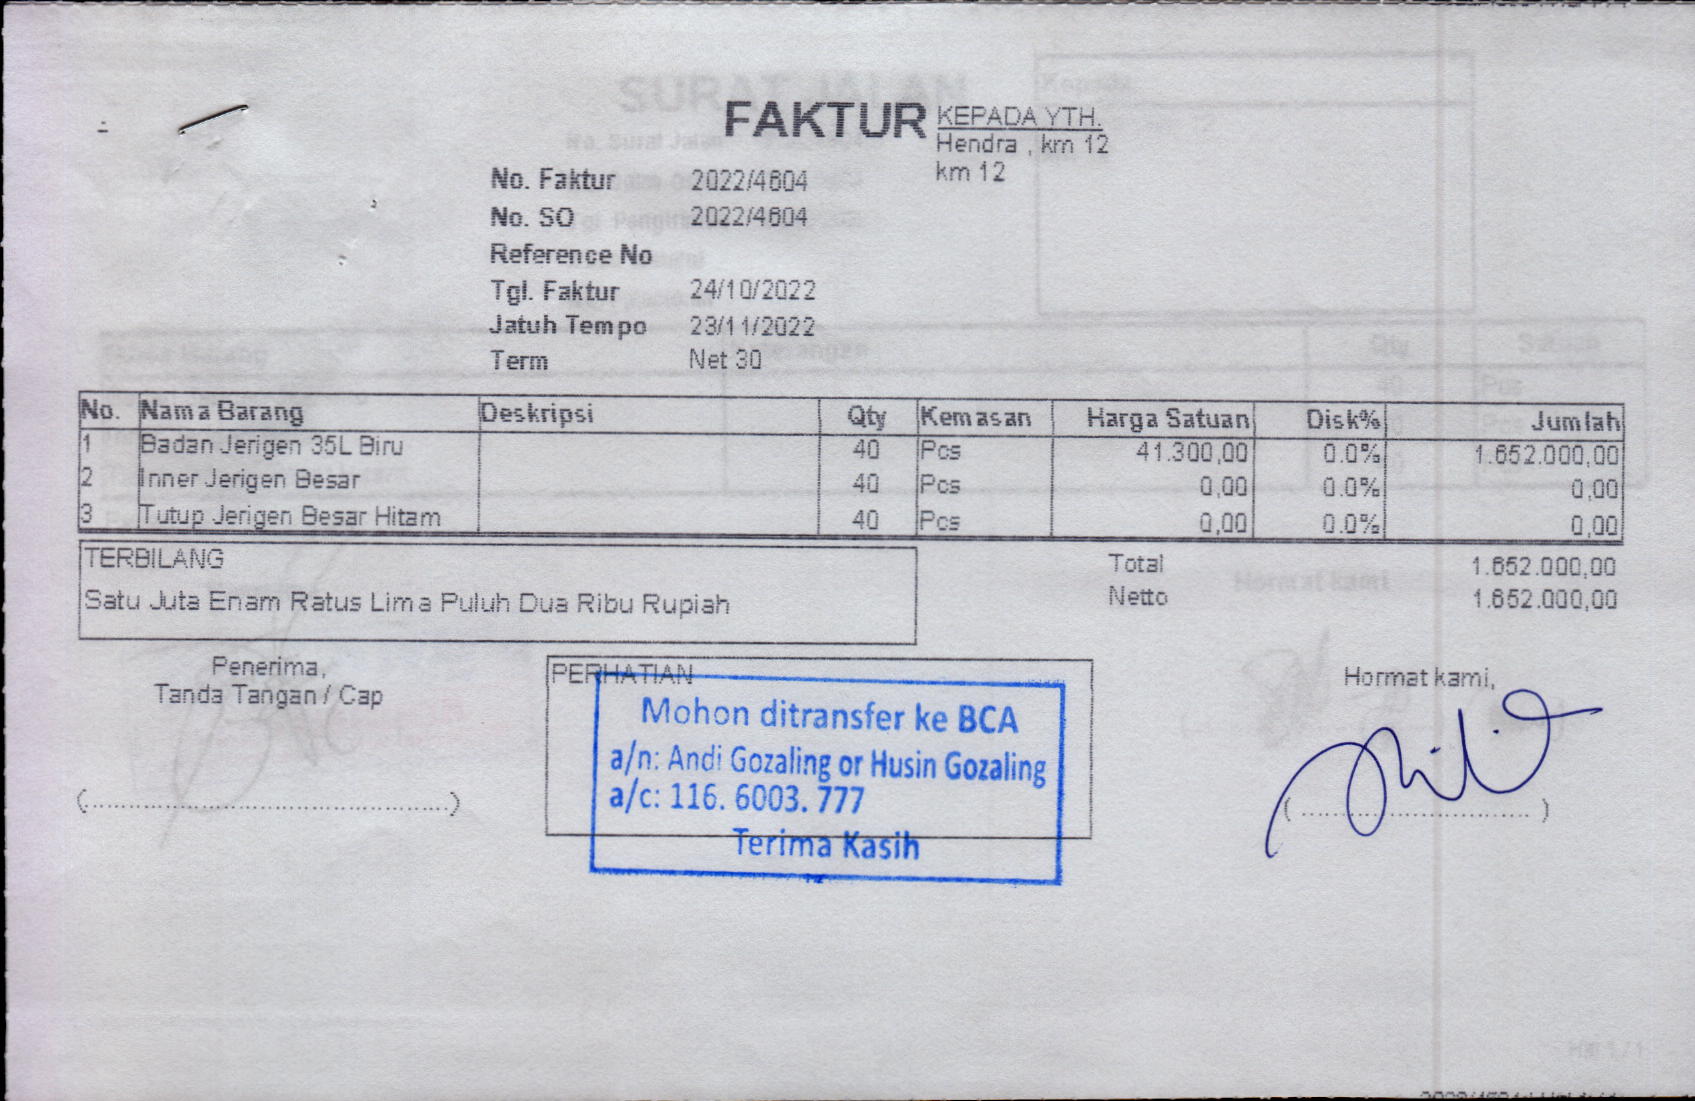 FAKTUR
KEPADA YTH.
Hendra , km 12
km 12
No. Faktur 2022/4604
No. SO 2022/4604
Reference No
Tgl. Faktur 24/10/2022
Jatuh Tempo 23/11/2022
Term Net 30
No. Nama Barang Deskripsi Qty Kemasan Harga Satuan Disk% Jumlah
1 Badan Jerigen 35L Biru 40 Pcs 41.300,00 0.0% 1.652.000,00
2 Inner Jerigen Besar 40 Pcs 0,00 0.0% 0,00
3 Tutup Jerigen Besar Hitam 40 Pcs 0,00 0.0% 0,00
TERBILANG
Satu Juta Enam Ratus Lima Puluh Dua Ribu Rupiah
Total 1.652.000,00
Netto 1.652.000,00
Penerima,
Tanda Tangan / Cap
(........................................................)
PERHATIAN
Mohon ditransfer ke BCA
a/n: Andi Gozaling or Husin Gozaling
a/c: 116. 6003. 777
Terima Kasih
Hormat kami,
(....................................)